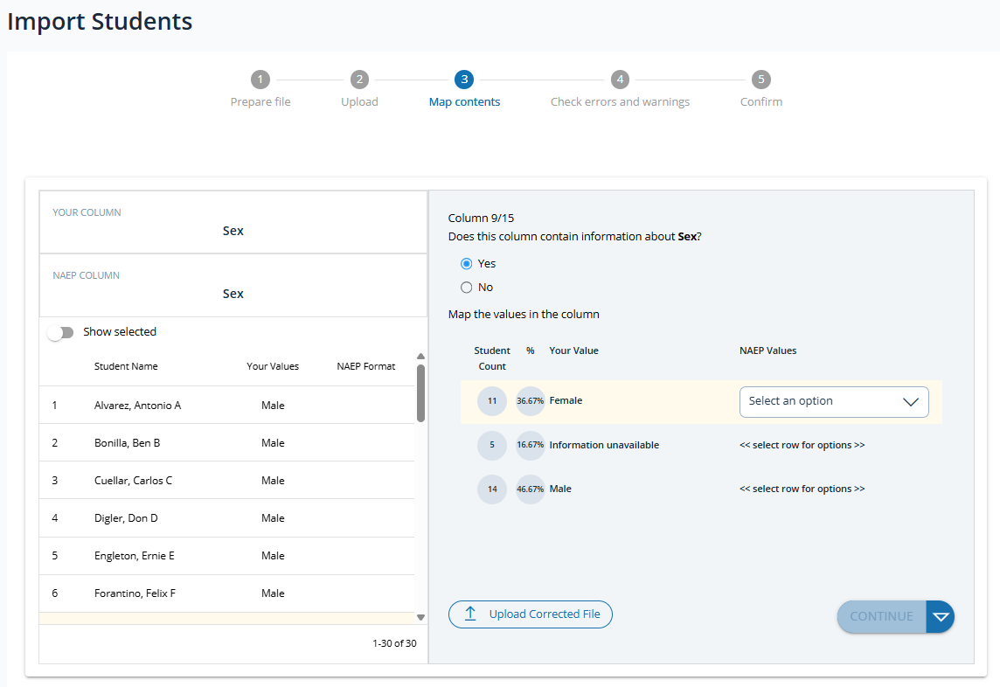 Import Students
1 2 3 4 5
Prepare file Upload Map contents Check errors and warnings Confirm
YOUR COLUMN
Sex
NAEP COLUMN
Sex
Show selected
Student Name Your Values NAEP Format
1 Alvarez, Antonio A Male
2 Bonilla, Ben B Male
3 Cuellar, Carlos C Male
4 Digler, Don D Male
5 Engleton, Ernie E Male
6 Forantino, Felix F Male
1-30 of 30
Column 9/15
Does this column contain information about Sex?
Yes
No
Map the values in the column
Student % Your Value NAEP Values
Count
11 36.67% Female Select an option
5 16.67% Information unavailable << select row for options >>
14 46.67% Male << select row for options >>
Upload Corrected File CONTINUE